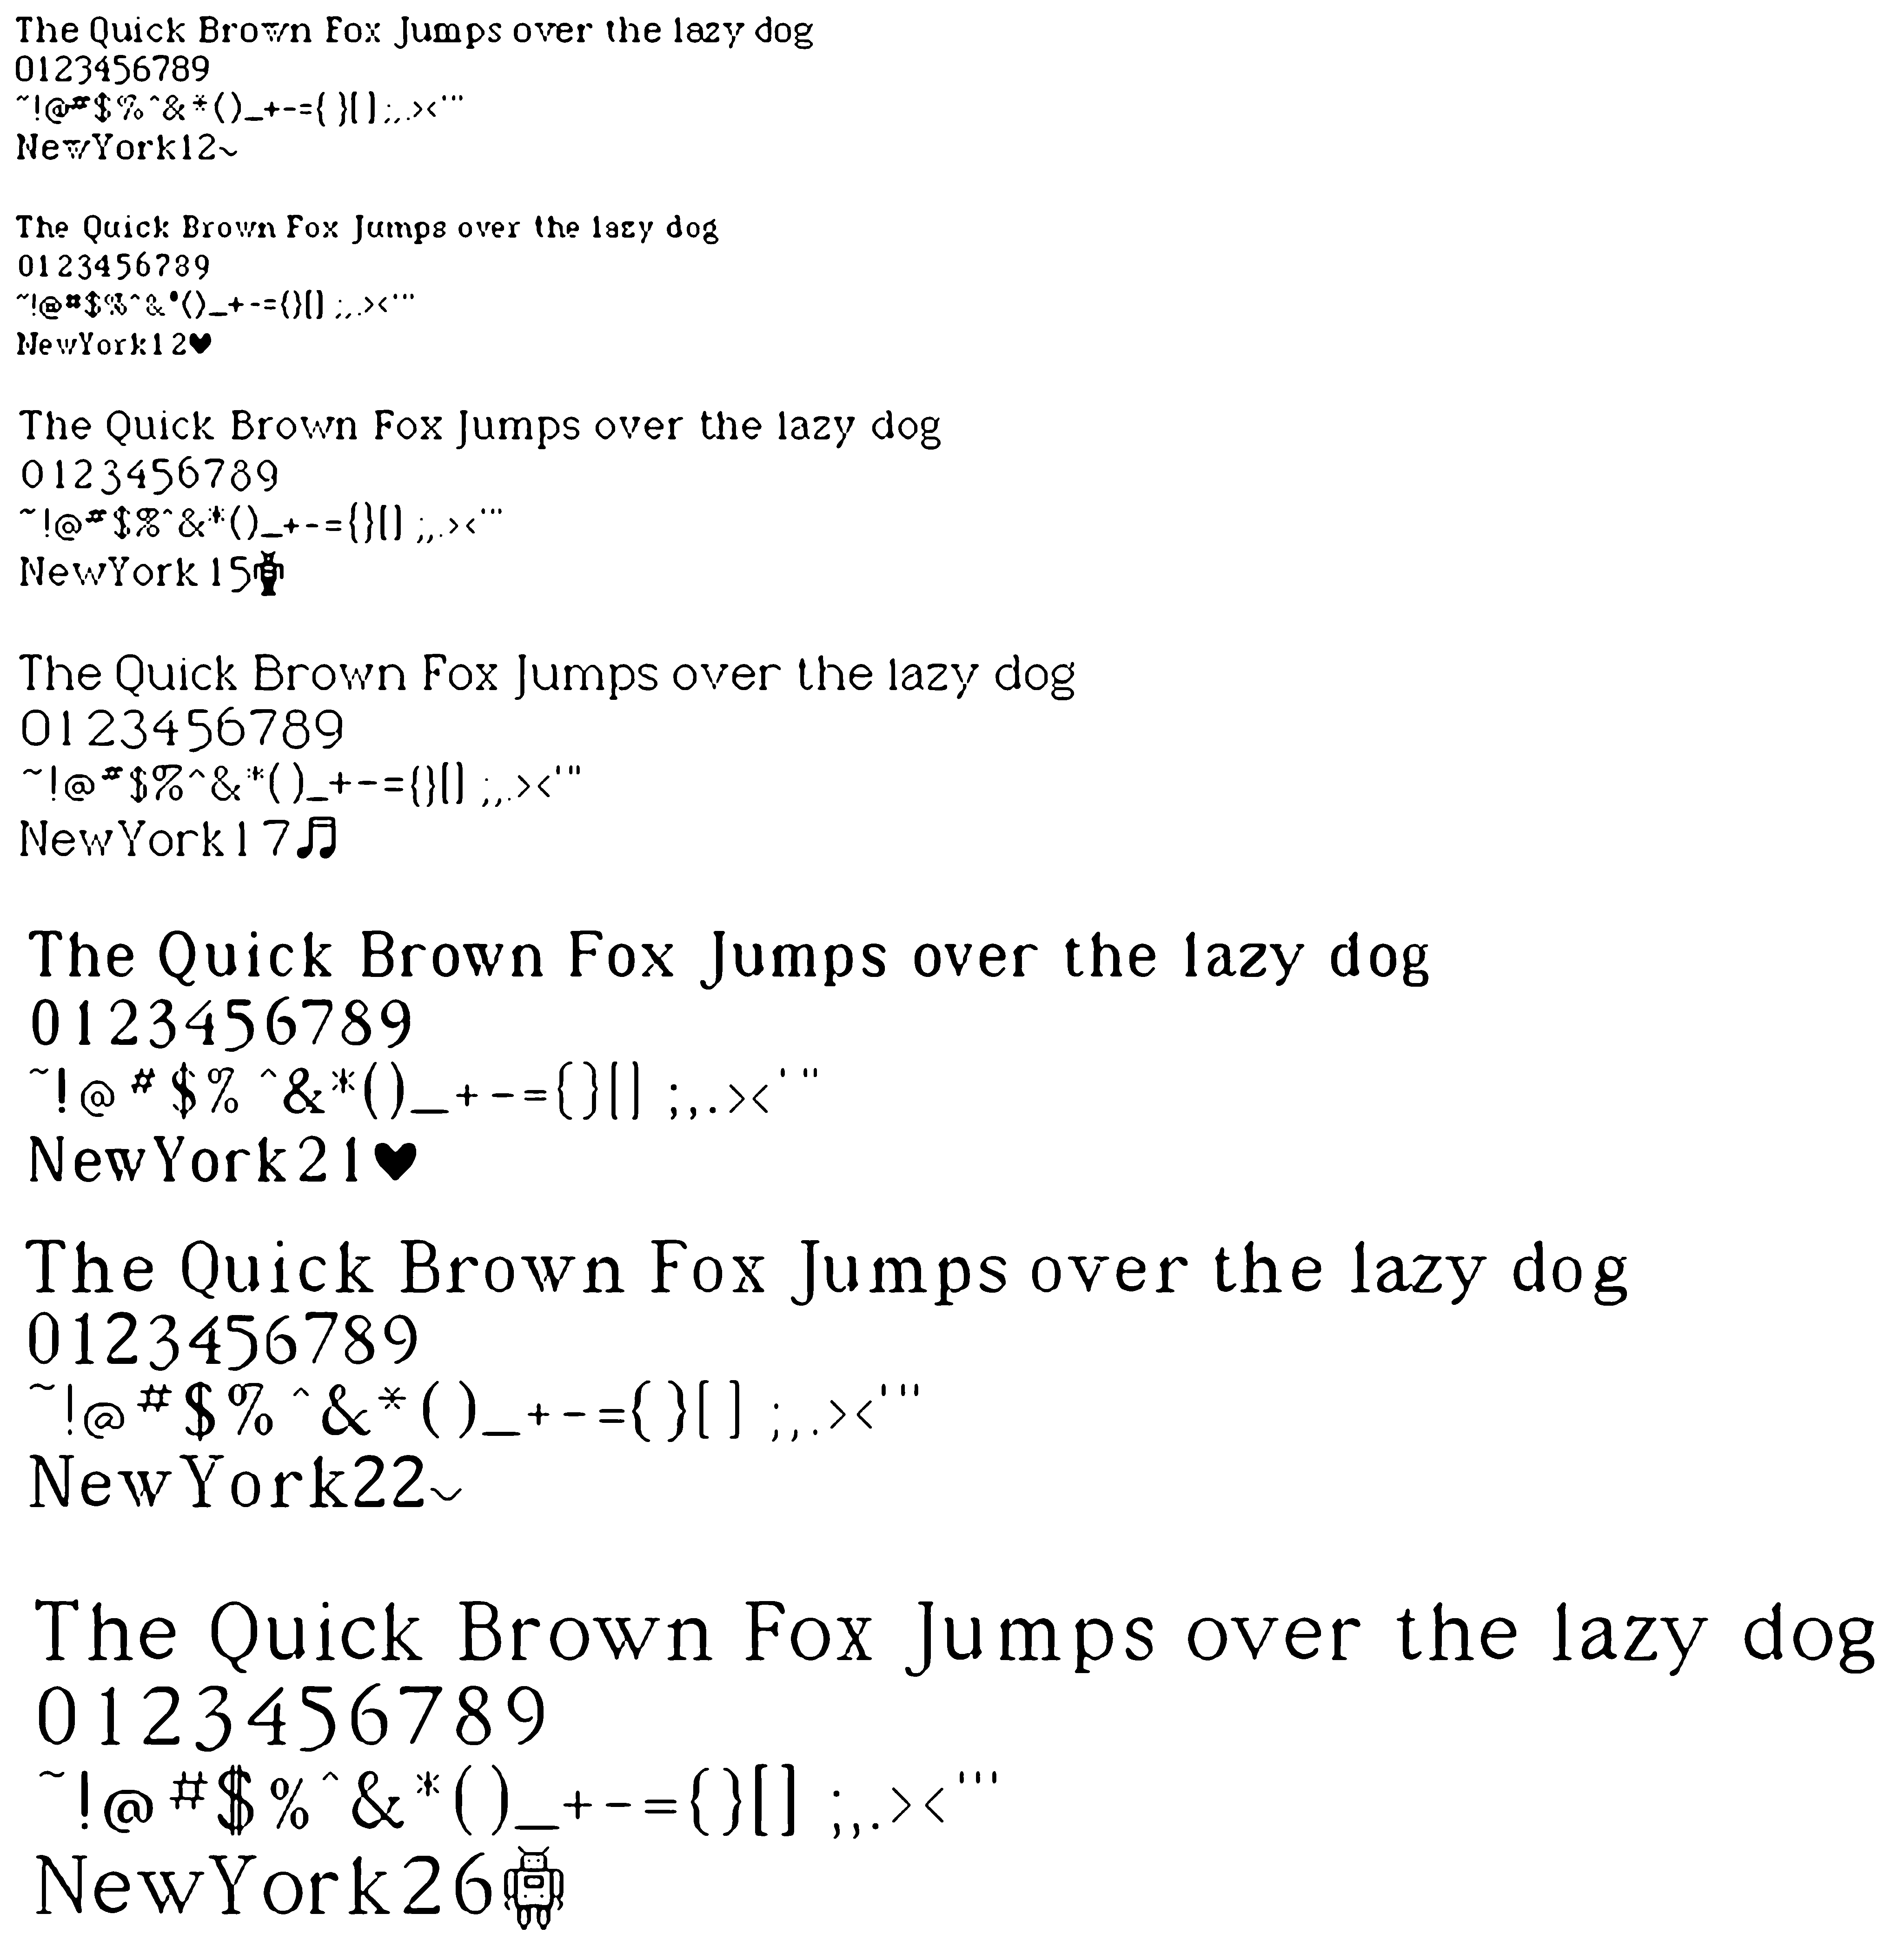 The Quick Brown Fox Jumps over the lazy dog
0123456789
~!@#$%^&*()_+-={ }[] ;,.><'"
NewYork12~
The Quick Brown Fox Jumps over the lazy dog
0123456789
~!@#$%^&*()_+-={}[] ;,.><'"
NewYork12♥
The Quick Brown Fox Jumps over the lazy dog
0123456789
~!@#$%^&*()_+-={}[] ;,.><'"
NewYork15🤖
The Quick Brown Fox Jumps over the lazy dog
0123456789
~!@#$%^&*()_+-={}[] ;,.><'"
NewYork17♫
The Quick Brown Fox Jumps over the lazy dog
0123456789
~!@#$%^&*()_+-={}[] ;,.><'"
NewYork21♥
The Quick Brown Fox Jumps over the lazy dog
0123456789
~!@#$%^&*()_+-={}[] ;,.><'"
NewYork22~
The Quick Brown Fox Jumps over the lazy dog
0123456789
~!@#$%^&*()_+-={}[] ;,.><'"
NewYork26🤖